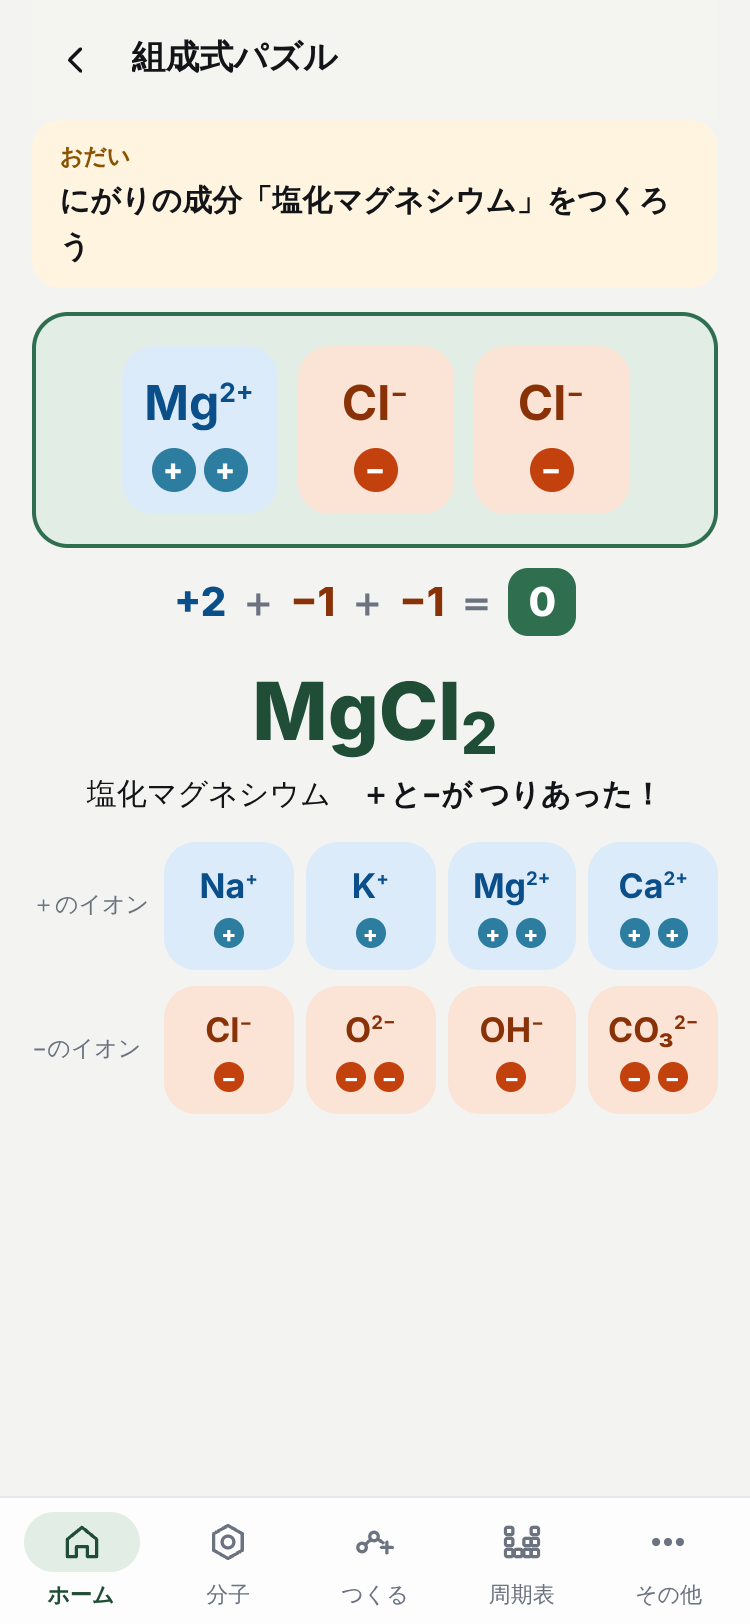 組成式パズル
おだい
にがりの成分「塩化マグネシウム」をつくろ
う
Mg²⁺ Cl⁻ Cl⁻
+ + − −
+2 + −1 + −1 = 0
MgCl₂
塩化マグネシウム +と−が つりあった！
+のイオン Na⁺ K⁺ Mg²⁺ Ca²⁺
+ + + + + +
−のイオン Cl⁻ O²⁻ OH⁻ CO₃²⁻
− − − − − −
ホーム 分子 つくる 周期表 その他